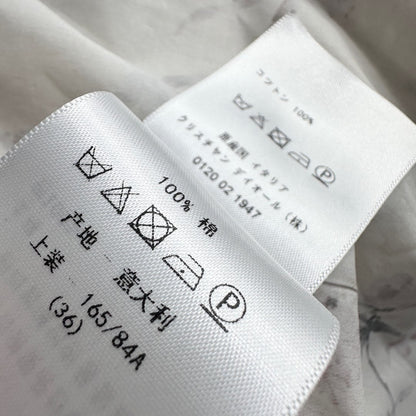 コットン 100%
原産国 イタリア
クリスチャン ディオール (株)
0120 02 1947
100% 棉
P
产地 意大利
上装 165/84A
(36)